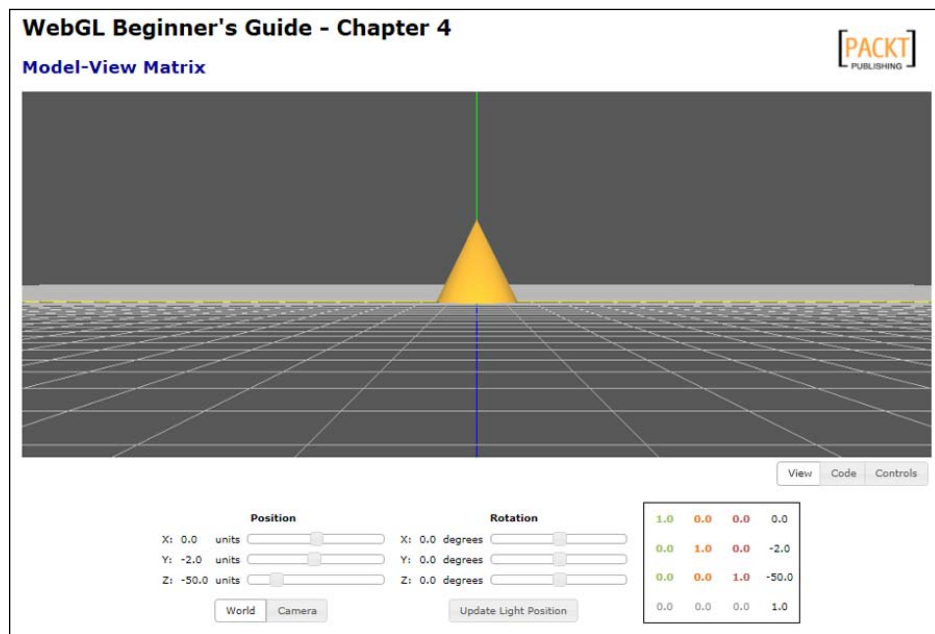 WebGL Beginner's Guide - Chapter 4
[PACKT]
PUBLISHING
Model-View Matrix
View Code Controls
Position
X: 0.0 units
Y: -2.0 units
Z: -50.0 units
World Camera
Rotation
X: 0.0 degrees
Y: 0.0 degrees
Z: 0.0 degrees
Update Light Position
1.0 0.0 0.0 0.0
0.0 1.0 0.0 -2.0
0.0 0.0 1.0 -50.0
0.0 0.0 0.0 1.0